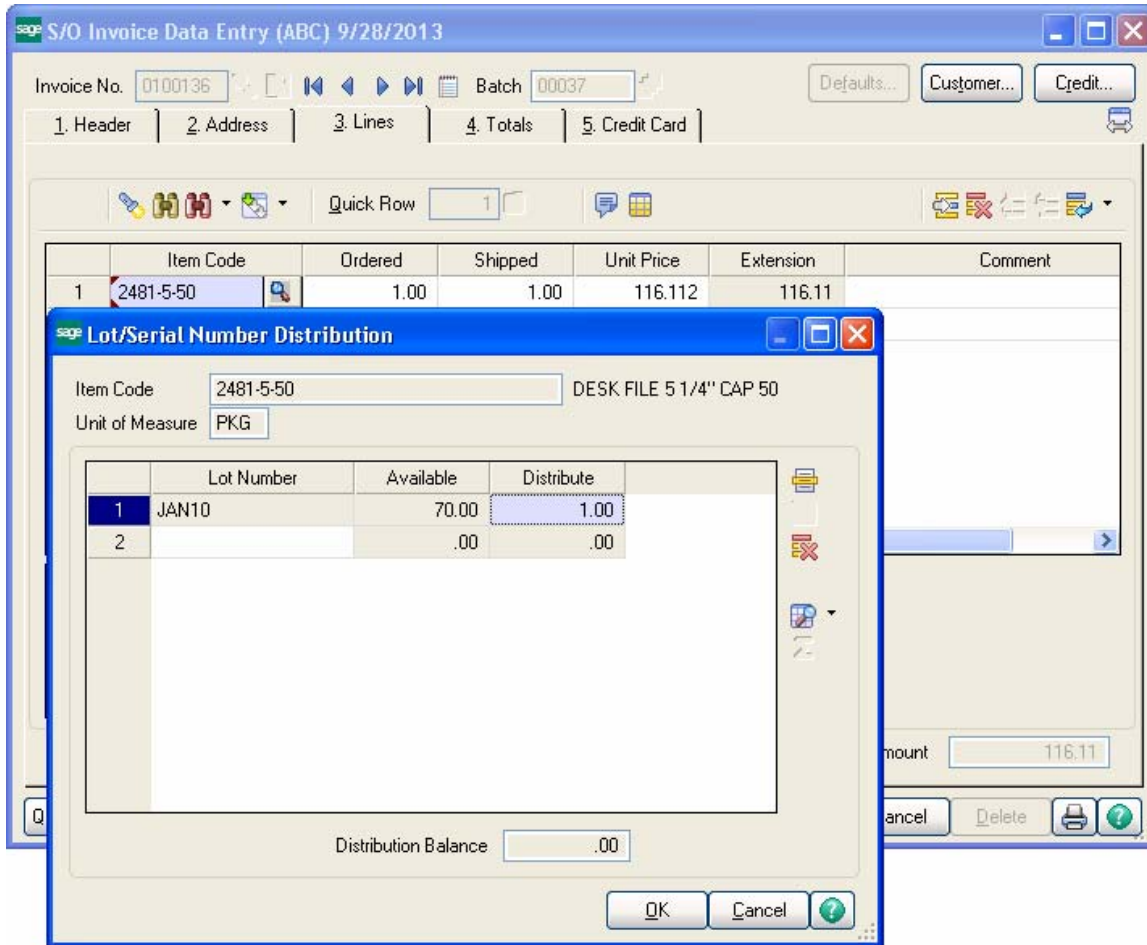 sage S/O Invoice Data Entry (ABC) 9/28/2013
Invoice No. 0100136 Batch 00037 Defaults... Customer... Credit...
1. Header 2. Address 3. Lines 4. Totals 5. Credit Card
Quick Row 1
Item Code Ordered Shipped Unit Price Extension Comment
1 2481-5-50 1.00 1.00 116.112 116.11
sage Lot/Serial Number Distribution
Item Code 2481-5-50 DESK FILE 5 1/4" CAP 50
Unit of Measure PKG
Lot Number Available Distribute
1 JAN10 70.00 1.00
2 .00 .00
mount 116.11
Q ancel Delete
Distribution Balance .00
OK Cancel